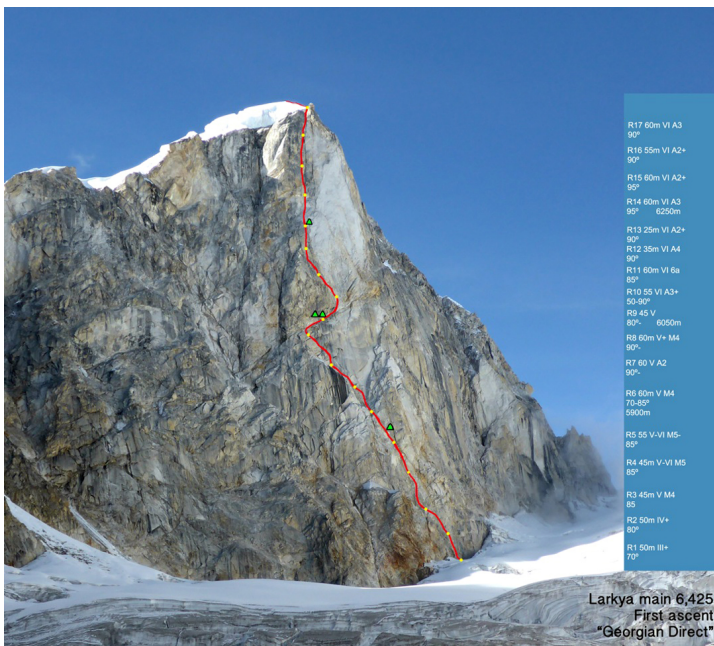 R17 60m VI A3
90º
R16 55m VI A2+
90º
R15 60m VI A2+
95º
R14 60m VI A3
95º 6250m
R13 25m VI A2+
90º
R12 35m VI A4
90º
R11 60m VI 6a
85º
R10 55 VI A3+
50-90º
R9 45 V
80º- 6050m
R8 60m V+ M4
90º-
R7 60 V A2
90º-
R6 60m V M4
70-85º
5900m
R5 55 V-VI M5-
85º
R4 45m V-VI M5
85º
R3 45m V M4
85
R2 50m IV+
80º
R1 50m III+
70º
Larkya main 6,425
First ascent
"Georgian Direct"